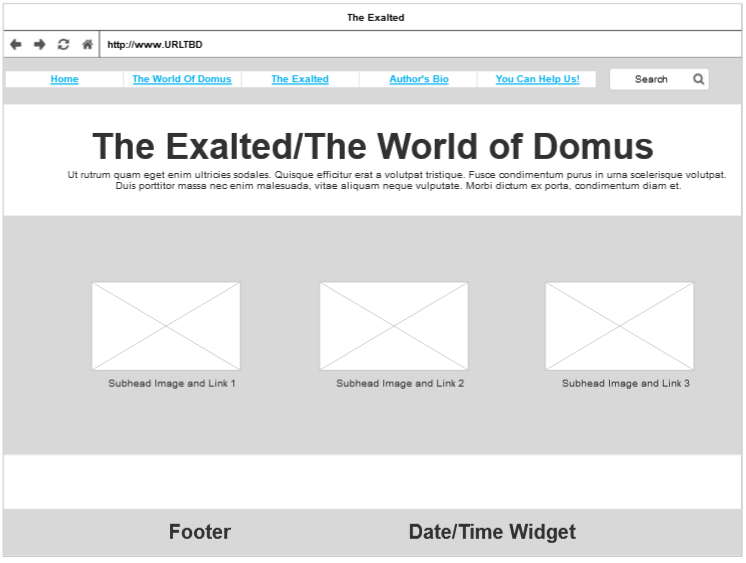 The Exalted
http://www.URLTBD
Home The World Of Domus The Exalted Author's Bio You Can Help Us! Search
The Exalted/The World of Domus
Ut rutrum quam eget enim ultricies sodales. Quisque efficitur erat a volutpat tristique. Fusce condimentum purus in urna scelerisque volutpat.
Duis porttitor massa nec enim malesuada, vitae aliquam neque vulputate. Morbi dictum ex porta, condimentum diam et.
Subhead Image and Link 1 Subhead Image and Link 2 Subhead Image and Link 3
Footer Date/Time Widget